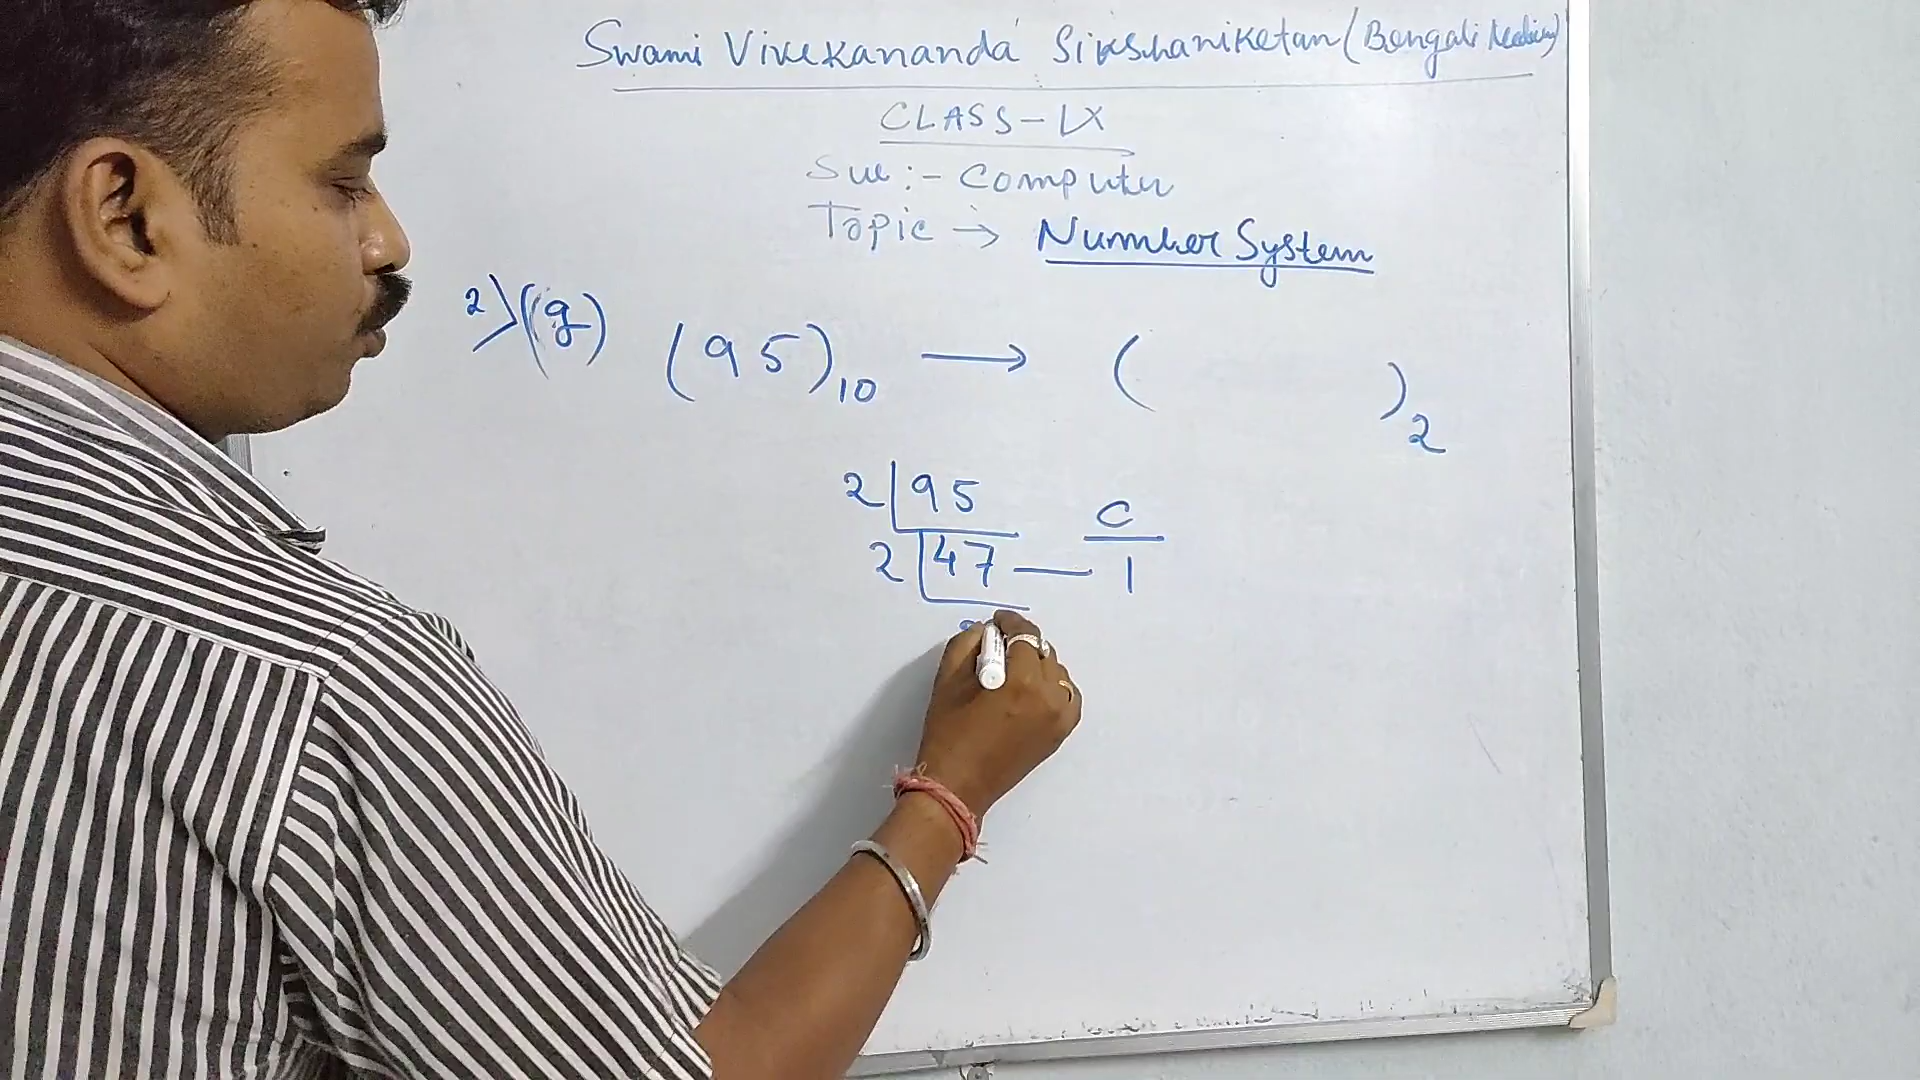 Swami Vivekananda Sikshaniketan (Bengali Medium)
CLASS - IX
Sub :- Computer
Topic → Number System
2) (g) (95)10 → ( )2
2 95
C
2 47 — 1